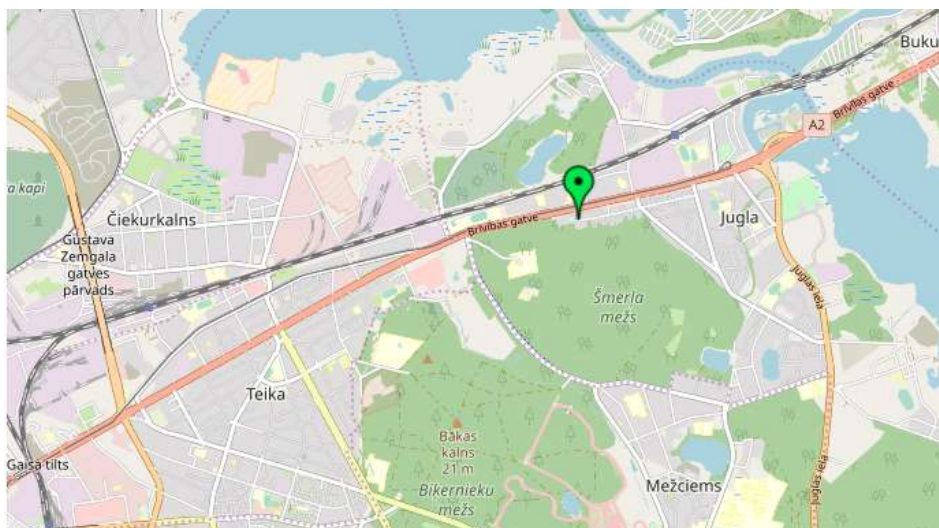 Buku
Brīvības gatve
A2
a kapi
Čiekurkalns
Gustava
Zemgala
gatves
pārvads
Brīvības gatve
Jugla
Juglas iela
Šmerļa
mežs
Teika
Bākas
kalns
21 m
Gaisa tilts
Mežciems
Juglas iela
Biķernieku
mežs